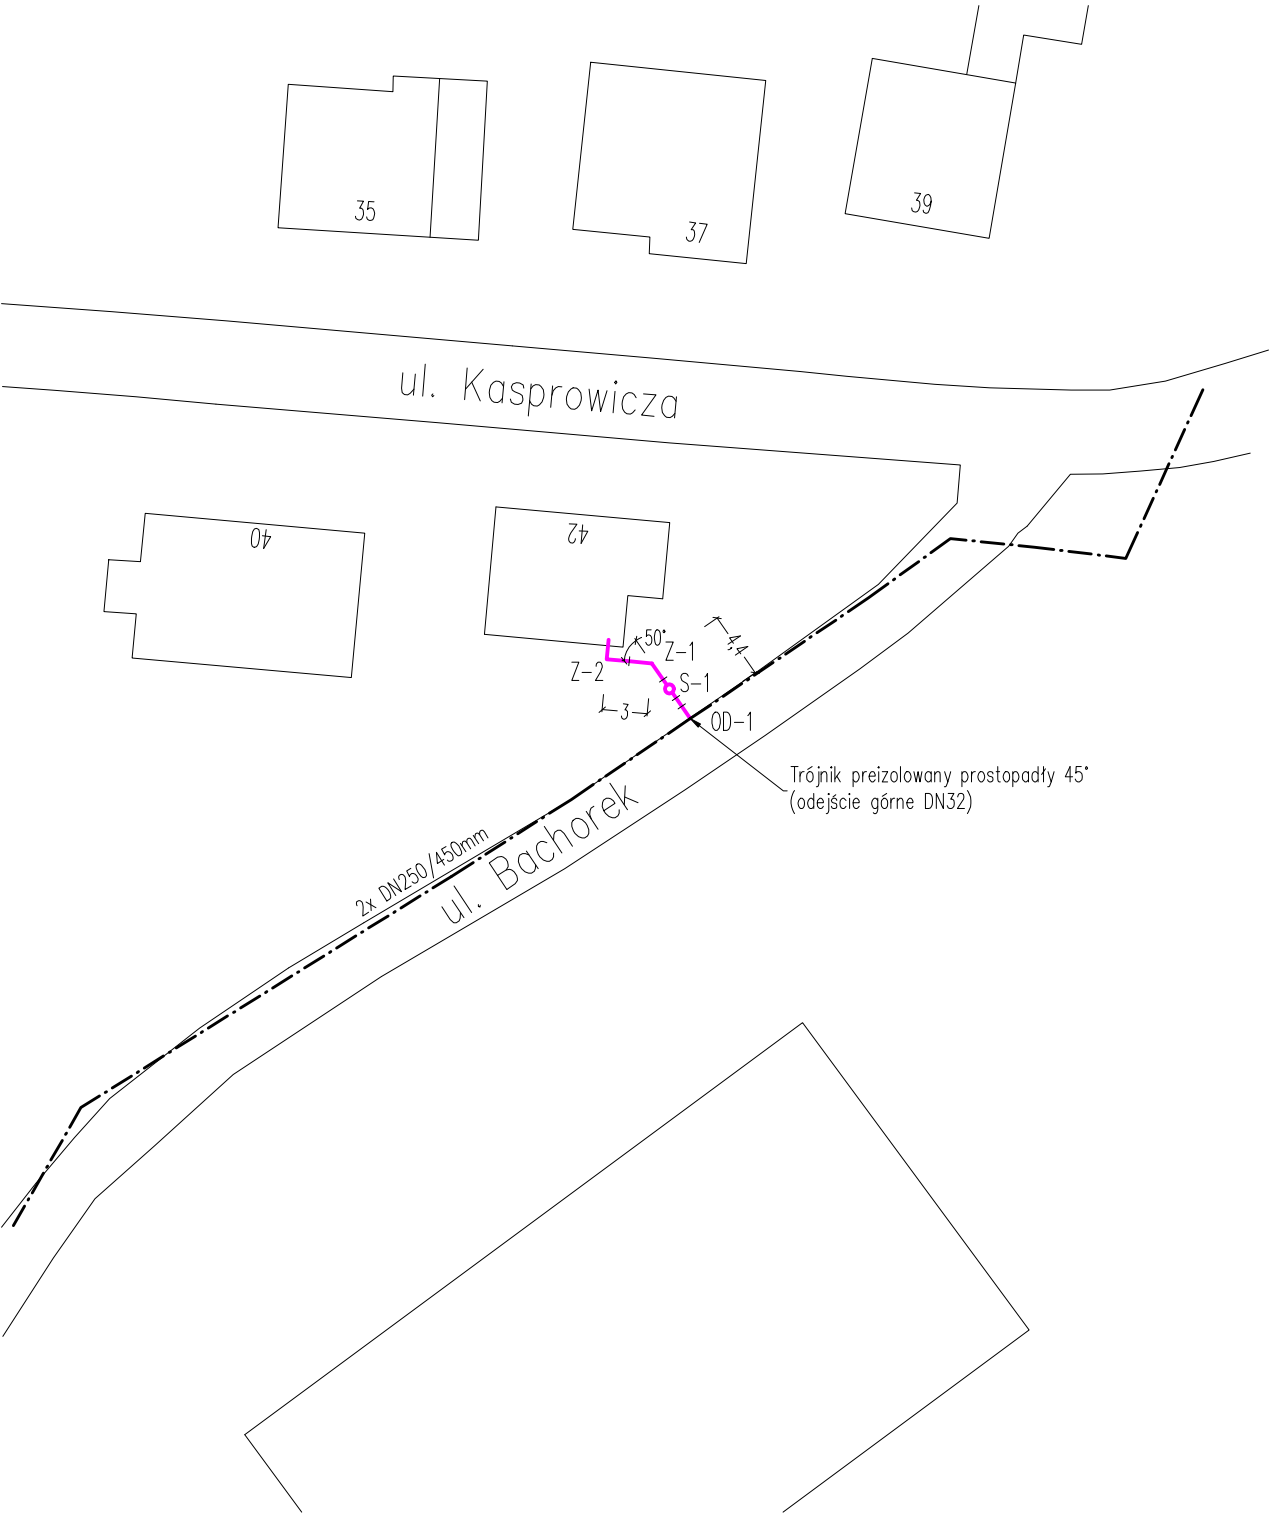 35
37
39
ul. Kasprowicza
40
42
50°
Z-1
4,4
Z-2
S-1
3
OD-1
Trójnik preizolowany prostopadły 45°
(odejście górne DN32)
2x DN250/450mm
ul. Bachorek